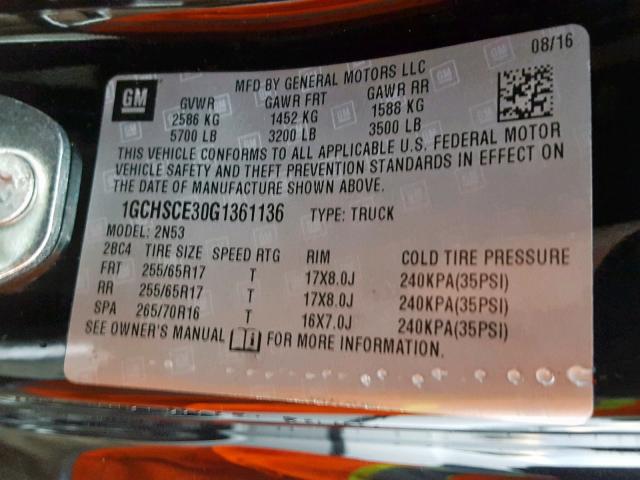 08/16
MFD BY GENERAL MOTORS LLC
GM
GVWR GAWR FRT GAWR RR
2586 KG 1452 KG 1588 KG
5700 LB 3200 LB 3500 LB
THIS VEHICLE CONFORMS TO ALL APPLICABLE U.S. FEDERAL MOTOR
VEHICLE SAFETY AND THEFT PREVENTION STANDARDS IN EFFECT ON
THE DATE OF MANUFACTURE SHOWN ABOVE.
1GCHSCE30G1361136 TYPE: TRUCK
MODEL: 2N53
2BC4 TIRE SIZE SPEED RTG RIM COLD TIRE PRESSURE
FRT 255/65R17 T 17X8.0J 240KPA(35PSI)
RR 255/65R17 T 17X8.0J 240KPA(35PSI)
SPA 265/70R16 T 16X7.0J 240KPA(35PSI)
SEE OWNER'S MANUAL FOR MORE INFORMATION.